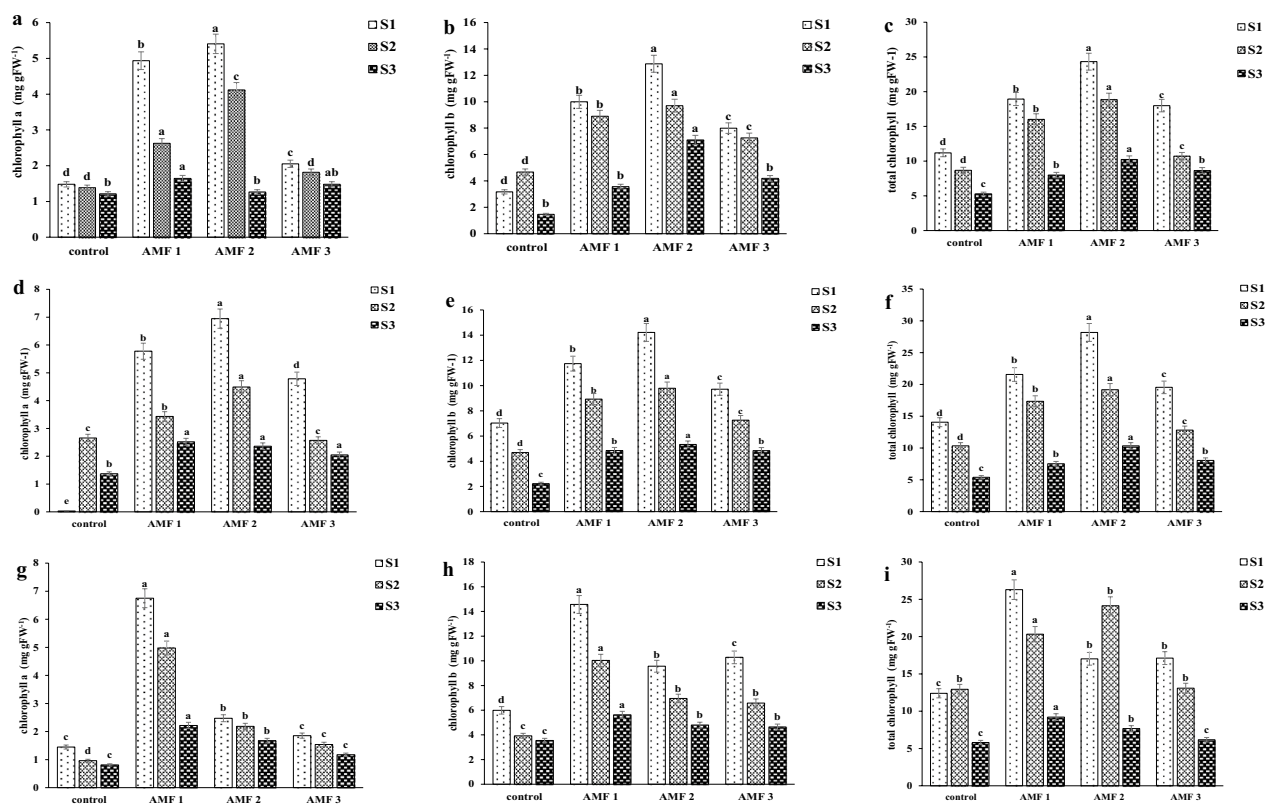 a
chlorophyll a (mg gFW-1)
6
5
4
3
2
1
0
d d b
b a a
a c b
c d ab
control AMF 1 AMF 2 AMF 3
S1
S2
S3
b
chlorophyll b (mg gFW-1)
16
14
12
10
8
6
4
2
0
d d b
b b b
a a a
c c b
control AMF 1 AMF 2 AMF 3
S1
S2
S3
c
total chlorophyll (mg gFW-1)
30
25
20
15
10
5
0
d d c
b b b
a a a
c c b
control AMF 1 AMF 2 AMF 3
S1
S2
S3
d
chlorophyll a (mg gFW-1)
8
7
6
5
4
3
2
1
0
e c b
b b a
a a a
d c a
control AMF 1 AMF 2 AMF 3
S1
S2
S3
e
chlorophyll b (mg gFW-1)
16
14
12
10
8
6
4
2
0
d d c
b b b
a a a
c c b
control AMF 1 AMF 2 AMF 3
S1
S2
S3
f
total chlorophyll (mg gFW-1)
35
30
25
20
15
10
5
0
d d c
b b b
a a a
c c b
control AMF 1 AMF 2 AMF 3
S1
S2
S3
g
chlorophyll a (mg gFW-1)
8
7
6
5
4
3
2
1
0
c d c
a a a
b b b
c c c
control AMF 1 AMF 2 AMF 3
S1
S2
S3
h
chlorophyll b (mg gFW-1)
18
16
14
12
10
8
6
4
2
0
d c c
a a a
b b b
c b b
control AMF 1 AMF 2 AMF 3
S1
S2
S3
i
total chlorophyll (mg gFW-1)
30
25
20
15
10
5
0
c b c
a a a
b b b
b b c
control AMF 1 AMF 2 AMF 3
S1
S2
S3